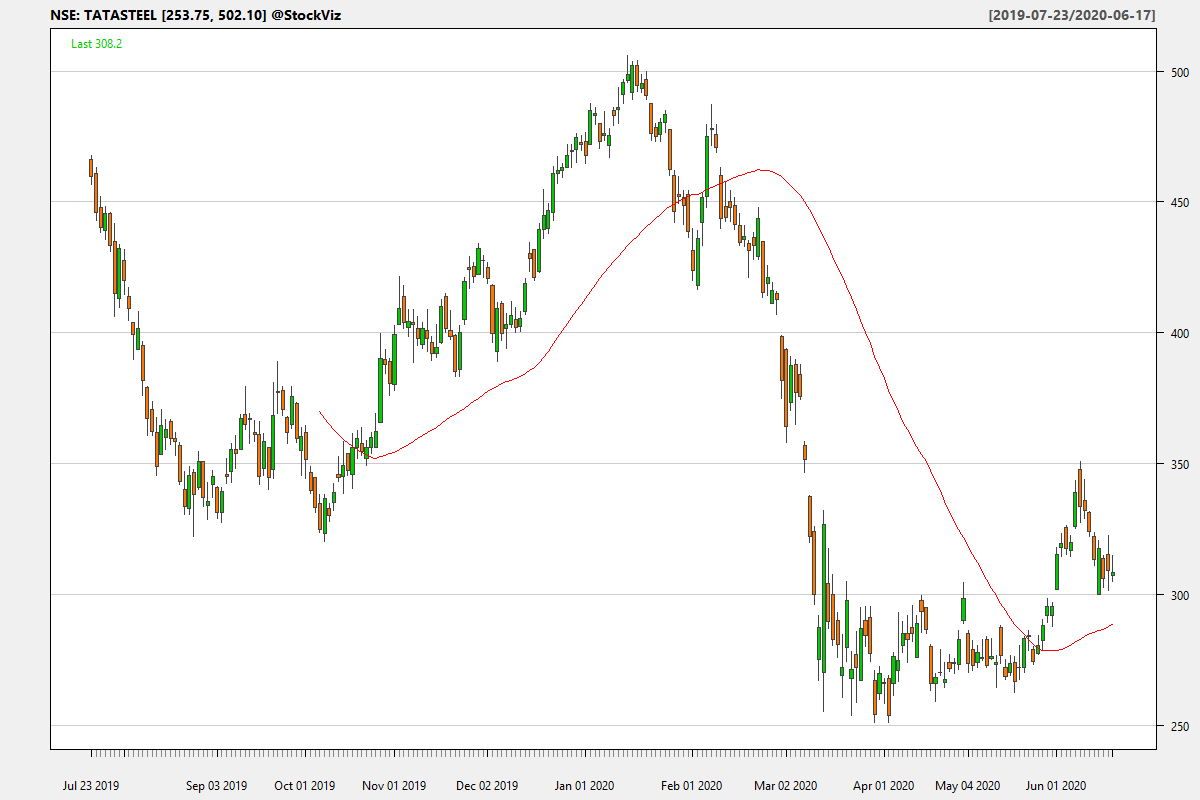 NSE: TATASTEEL [253.75, 502.10] @StockViz
[2019-07-23/2020-06-17]
Last 308.2
500
450
400
350
300
250
Jul 23 2019
Sep 03 2019
Oct 01 2019
Nov 01 2019
Dec 02 2019
Jan 01 2020
Feb 01 2020
Mar 02 2020
Apr 01 2020
May 04 2020
Jun 01 2020